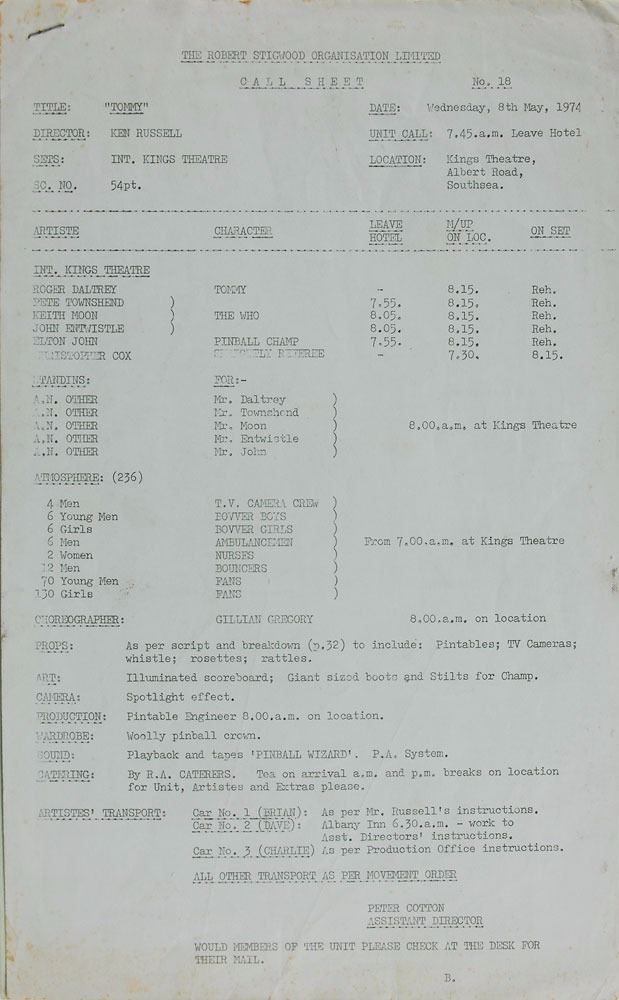 THE ROBERT STIGWOOD ORGANISATION LIMITED
CALL SHEET No. 18
TITLE: "TOMMY" DATE: Wednesday, 8th May, 1974
DIRECTOR: KEN RUSSELL UNIT CALL: 7.45.a.m. Leave Hotel
SETS: INT. KINGS THEATRE LOCATION: Kings Theatre,
Albert Road,
SC. NO. 54pt. Southsea.
ARTISTE CHARACTER LEAVE HOTEL M/UP ON LOC. ON SET
INT. KINGS THEATRE
ROGER DALTREY TOMMY - 8.15. Reh.
PETE TOWNSHEND ) 7.55. 8.15. Reh.
KEITH MOON ) THE WHO 8.05. 8.15. Reh.
JOHN ENTWISTLE ) 8.05. 8.15. Reh.
ELTON JOHN PINBALL CHAMP 7.55. 8.15. Reh.
CHRISTOPHER COX REFEREE - 7.30. 8.15.
STANDINS: FOR:-
A.N. OTHER Mr. Daltrey )
A.N. OTHER Mr. Townshend )
A.N. OTHER Mr. Moon ) 8.00.a.m. at Kings Theatre
A.N. OTHER Mr. Entwistle )
A.N. OTHER Mr. John )
ATMOSPHERE: (236)
4 Men T.V. CAMERA CREW )
6 Young Men BOVVER BOYS )
6 Girls BOVVER GIRLS )
6 Men AMBULANCEMEN ) From 7.00.a.m. at Kings Theatre
2 Women NURSES )
12 Men BOUNCERS )
70 Young Men FANS )
130 Girls FANS )
CHOREOGRAPHER: GILLIAN GREGORY 8.00.a.m. on location
PROPS: As per script and breakdown (p.32) to include: Pintables; TV Cameras;
whistle; rosettes; rattles.
ART: Illuminated scoreboard; Giant sized boots and Stilts for Champ.
CAMERA: Spotlight effect.
PRODUCTION: Pintable Engineer 8.00.a.m. on location.
WARDROBE: Woolly pinball crown.
SOUND: Playback and tapes 'PINBALL WIZARD'. P.A. System.
CATERING: By R.A. CATERERS. Tea on arrival a.m. and p.m. breaks on location
for Unit, Artistes and Extras please.
ARTISTES' TRANSPORT: Car No. 1 (BRIAN): As per Mr. Russell's instructions.
Car No. 2 (DAVE): Albany Inn 6.30.a.m. - work to
Asst. Directors' instructions.
Car No. 3 (CHARLIE) As per Production Office instructions.
ALL OTHER TRANSPORT AS PER MOVEMENT ORDER
PETER COTTON
ASSISTANT DIRECTOR
WOULD MEMBERS OF THE UNIT PLEASE CHECK AT THE DESK FOR
THEIR MAIL.
B.